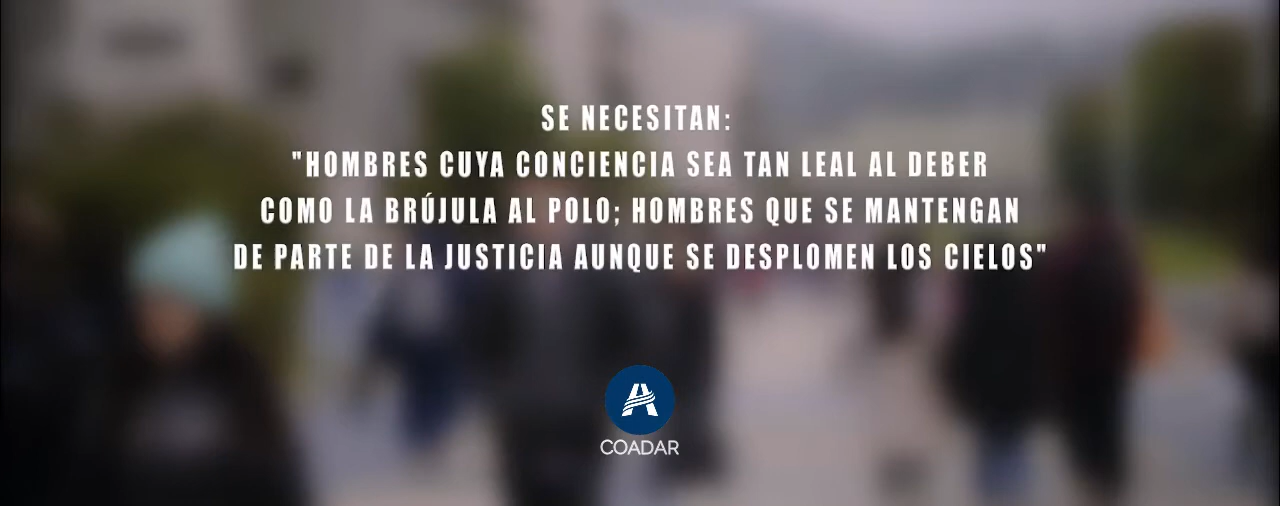 SE NECESITAN:
"HOMBRES CUYA CONCIENCIA SEA TAN LEAL AL DEBER
COMO LA BRÚJULA AL POLO; HOMBRES QUE SE MANTENGAN
DE PARTE DE LA JUSTICIA AUNQUE SE DESPLOMEN LOS CIELOS"
A
COADAR